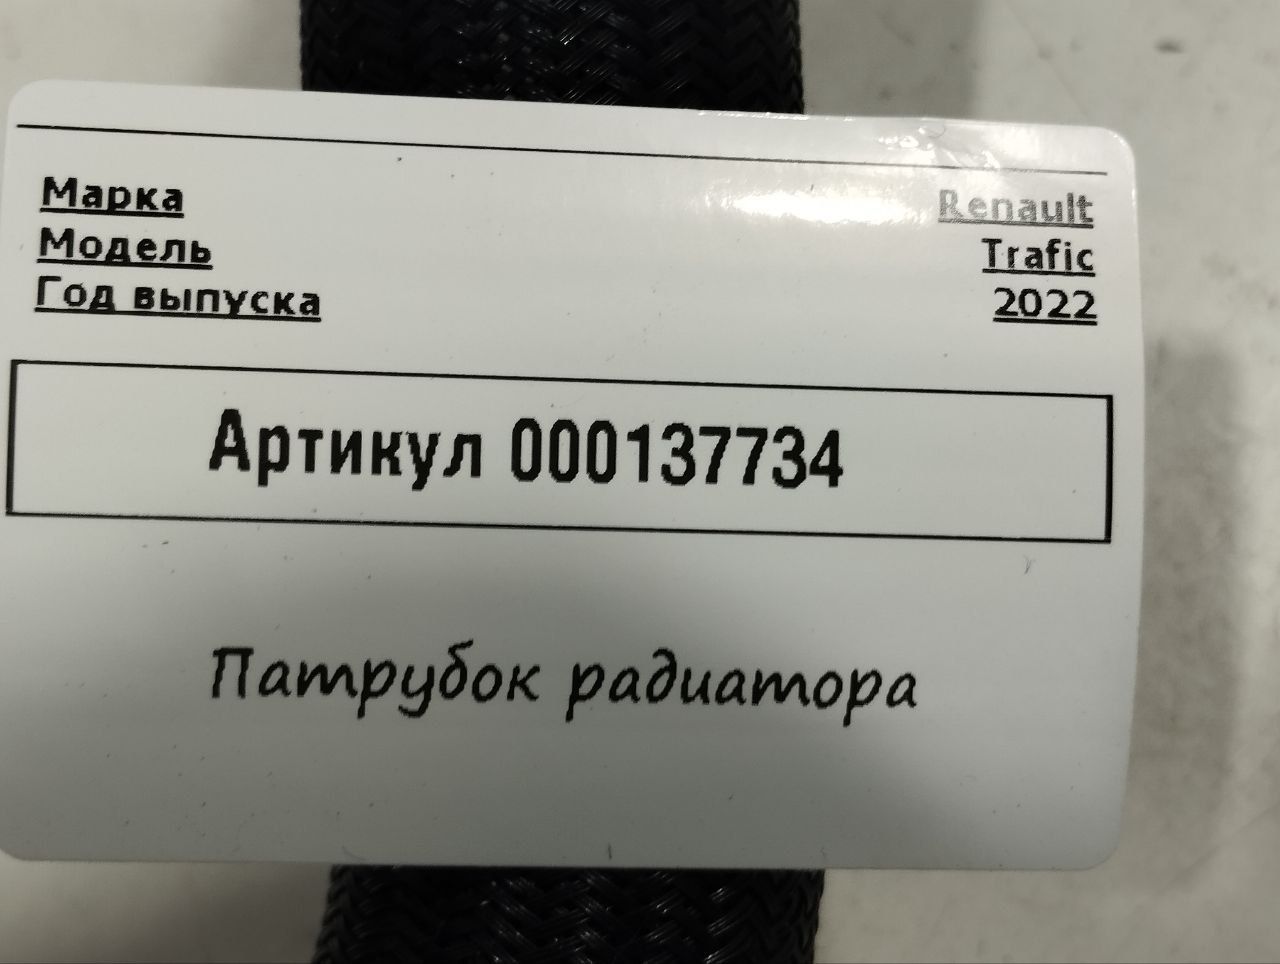 Марка Renault
Модель Trafic
Год выпуска 2022
Артикул 000137734
Патрубок радиатора